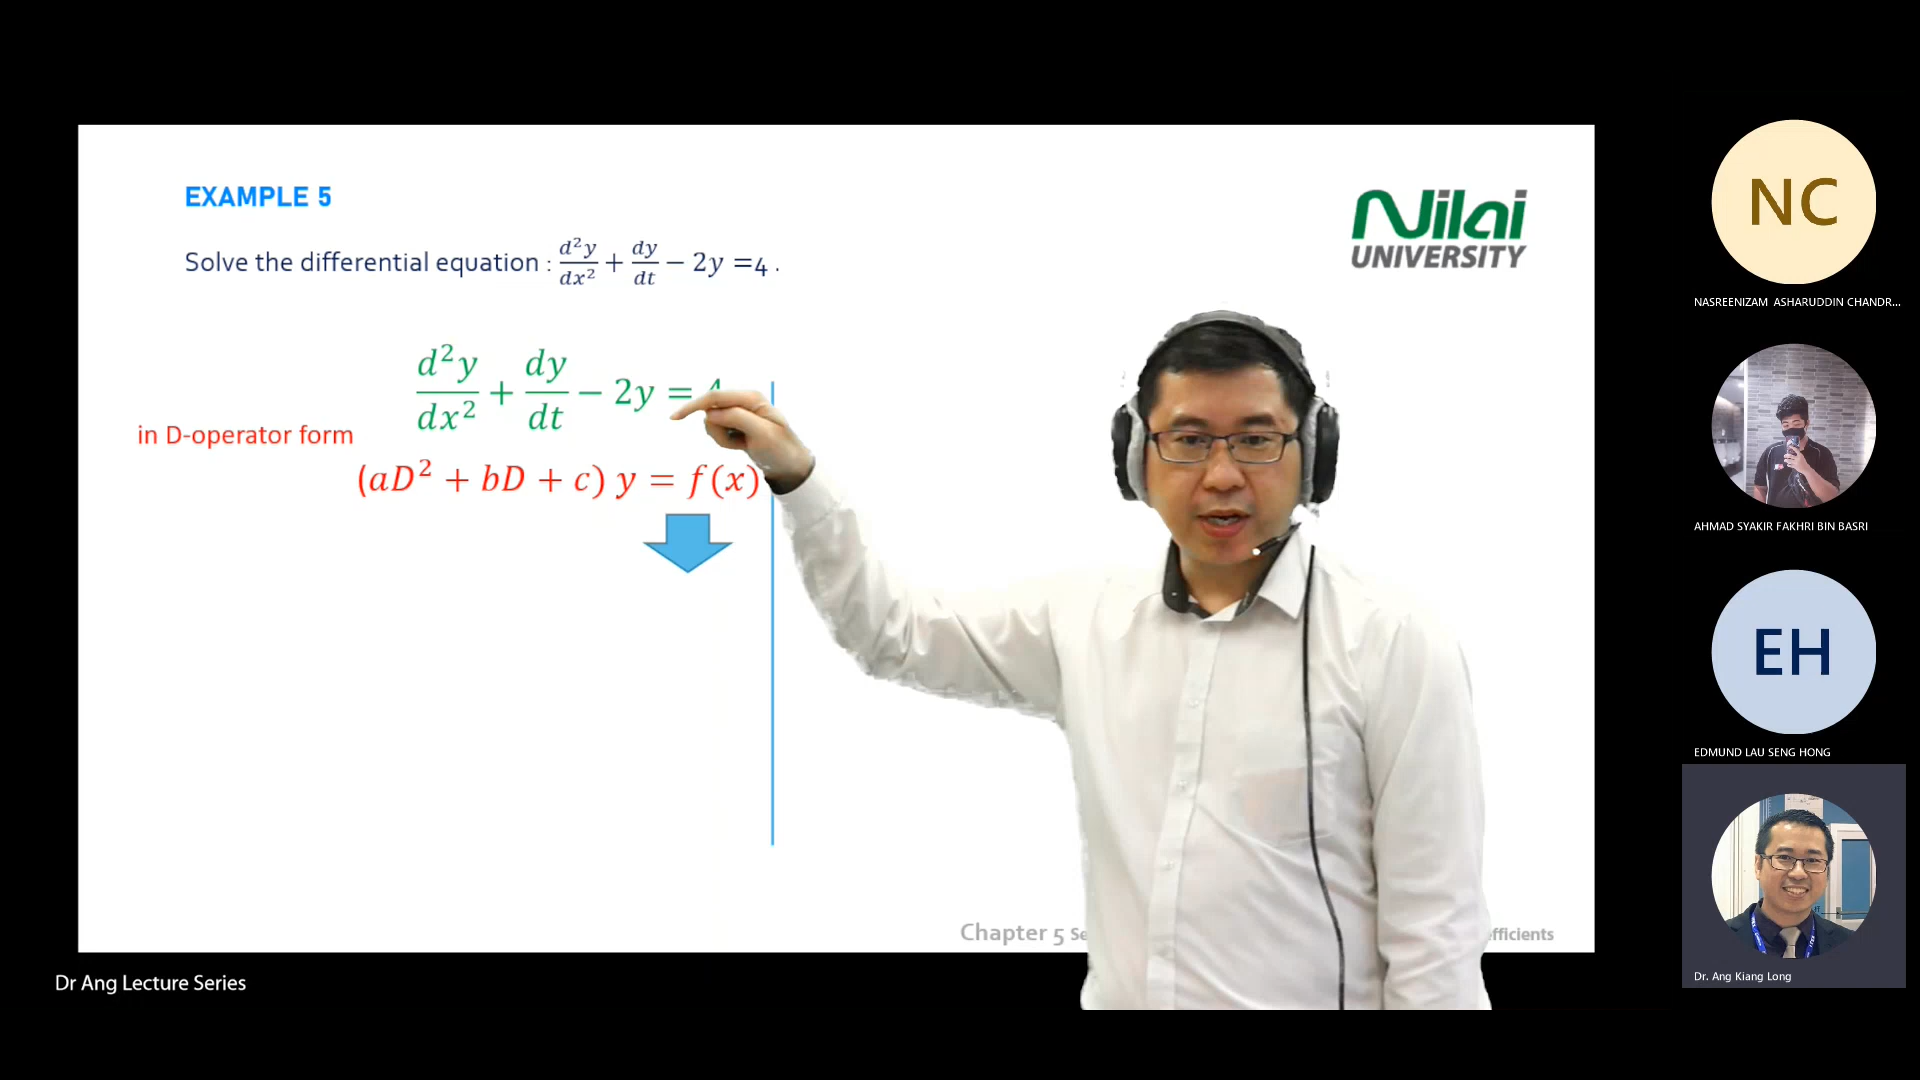 EXAMPLE 5
Nilai
UNIVERSITY
Solve the differential equation : d²y/dx² + dy/dt − 2y =4 .
d²y/dx² + dy/dt − 2y =
in D-operator form
(aD² + bD + c) y = f(x)
Chapter 5
Dr Ang Lecture Series
NC
NASREENIZAM ASHARUDDIN CHANDR...
AHMAD SYAKIR FAKHRI BIN BASRI
EH
EDMUND LAU SENG HONG
Dr. Ang Kiang Long